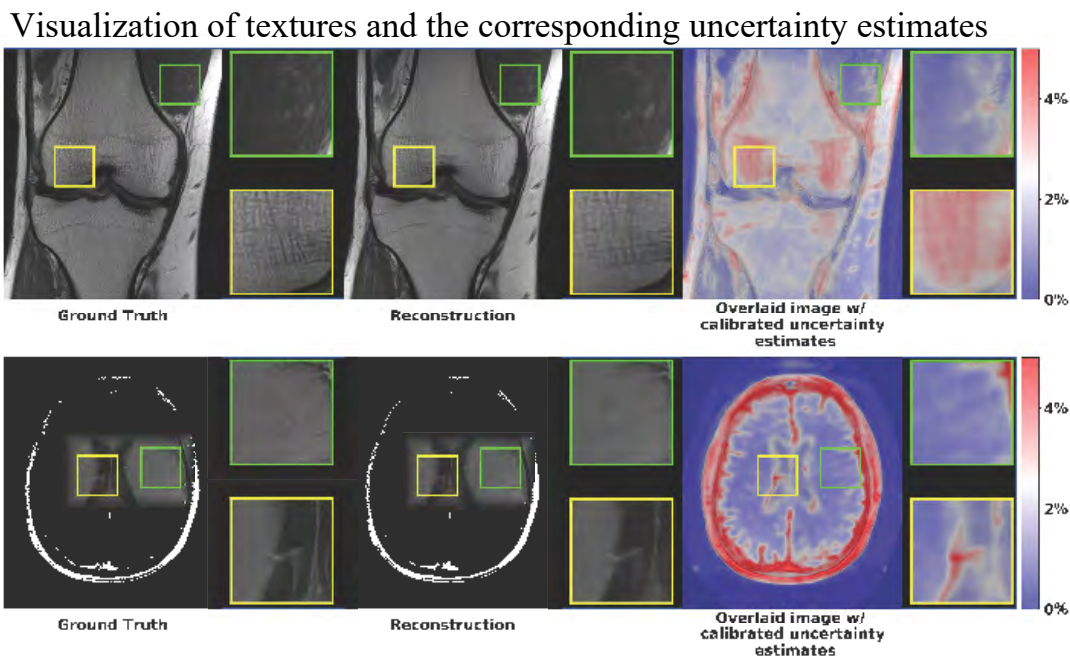 Visualization of textures and the corresponding uncertainty estimates
4%
2%
0%
Ground Truth
Reconstruction
Overlaid image w/
calibrated uncertainty
estimates
4%
2%
0%
Ground Truth
Reconstruction
Overlaid image w/
calibrated uncertainty
estimates